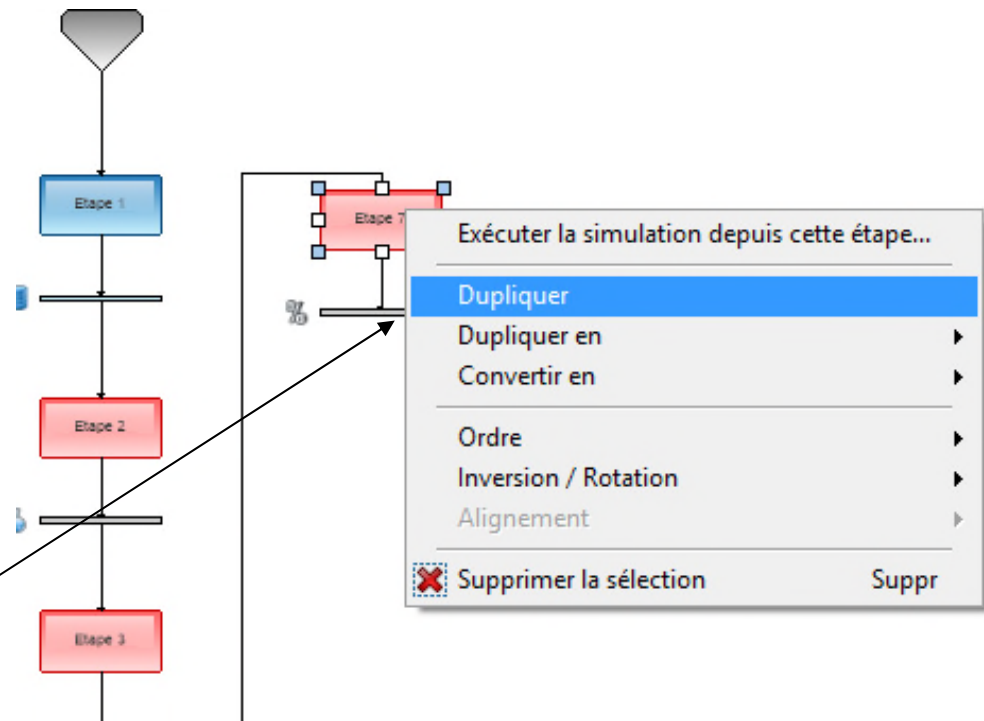 Etape 1
Etape 2
Etape 3
Etape 7
%
Exécuter la simulation depuis cette étape...
Dupliquer
Dupliquer en
Convertir en
Ordre
Inversion / Rotation
Alignement
Supprimer la sélection Suppr